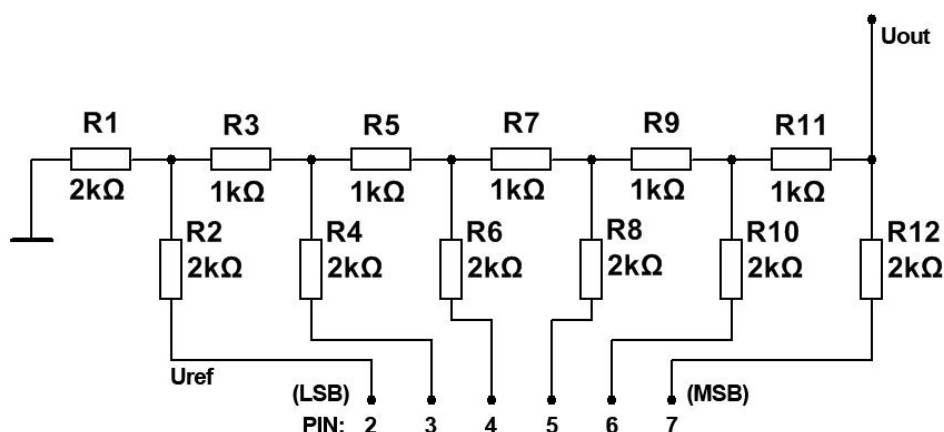 Uout
R1 R3 R5 R7 R9 R11
2kΩ 1kΩ 1kΩ 1kΩ 1kΩ 1kΩ
R2 R4 R6 R8 R10 R12
2kΩ 2kΩ 2kΩ 2kΩ 2kΩ 2kΩ
Uref
(LSB) (MSB)
PIN: 2 3 4 5 6 7